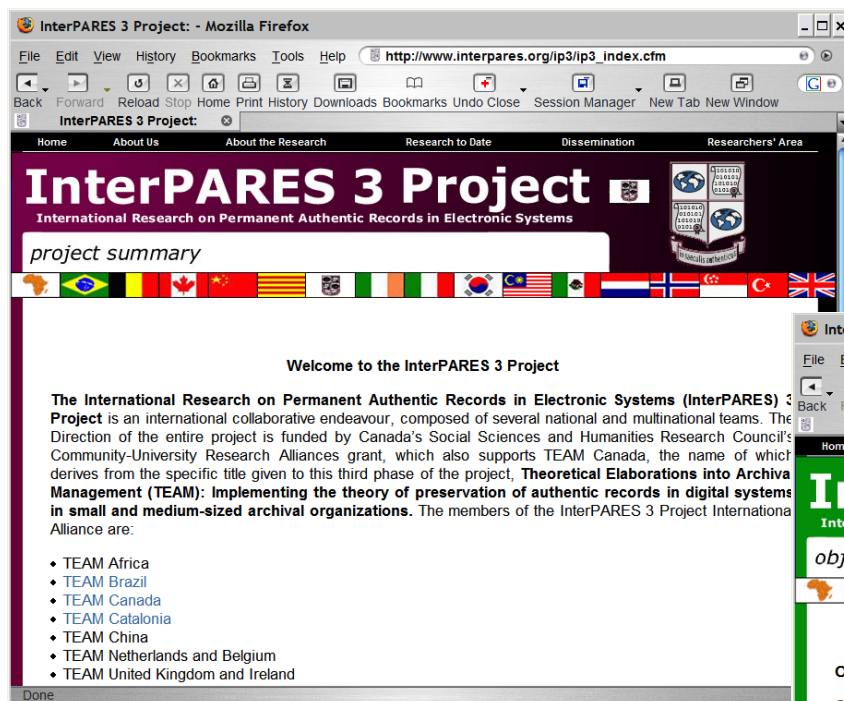 InterPARES 3 Project: - Mozilla Firefox
File Edit View History Bookmarks Tools Help http://www.interpares.org/ip3/ip3_index.cfm
Back Forward Reload Stop Home Print History Downloads Bookmarks Undo Close Session Manager New Tab New Window
InterPARES 3 Project:
Home About Us About the Research Research to Date Dissemination Researchers' Area
InterPARES 3 Project
International Research on Permanent Authentic Records in Electronic Systems
project summary
Welcome to the InterPARES 3 Project
The International Research on Permanent Authentic Records in Electronic Systems (InterPARES) 3
Project is an international collaborative endeavour, composed of several national and multinational teams. The
Direction of the entire project is funded by Canada's Social Sciences and Humanities Research Council's
Community-University Research Alliances grant, which also supports TEAM Canada, the name of which
derives from the specific title given to this third phase of the project, Theoretical Elaborations into Archiva
Management (TEAM): Implementing the theory of preservation of authentic records in digital systems
in small and medium-sized archival organizations. The members of the InterPARES 3 Project Internationa
Alliance are:
• TEAM Africa
• TEAM Brazil
• TEAM Canada
• TEAM Catalonia
• TEAM China
• TEAM Netherlands and Belgium
• TEAM United Kingdom and Ireland
Done
Inte
File
Back
Hom
I
Inte
obj